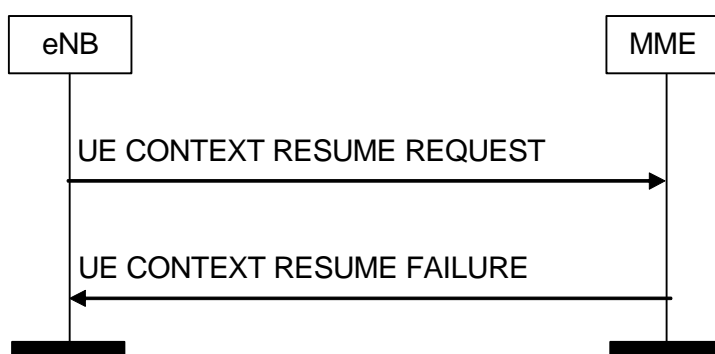 eNB
MME
UE CONTEXT RESUME REQUEST
UE CONTEXT RESUME FAILURE